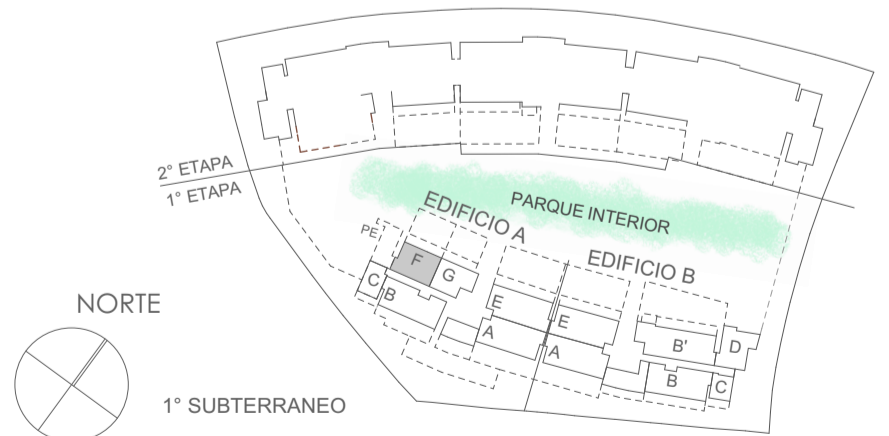 2° ETAPA
1° ETAPA
PARQUE INTERIOR
EDIFICIO A
PE
F
G
C
B
EDIFICIO B
E
E
A
A
B'
D
B
C
NORTE
1° SUBTERRANEO